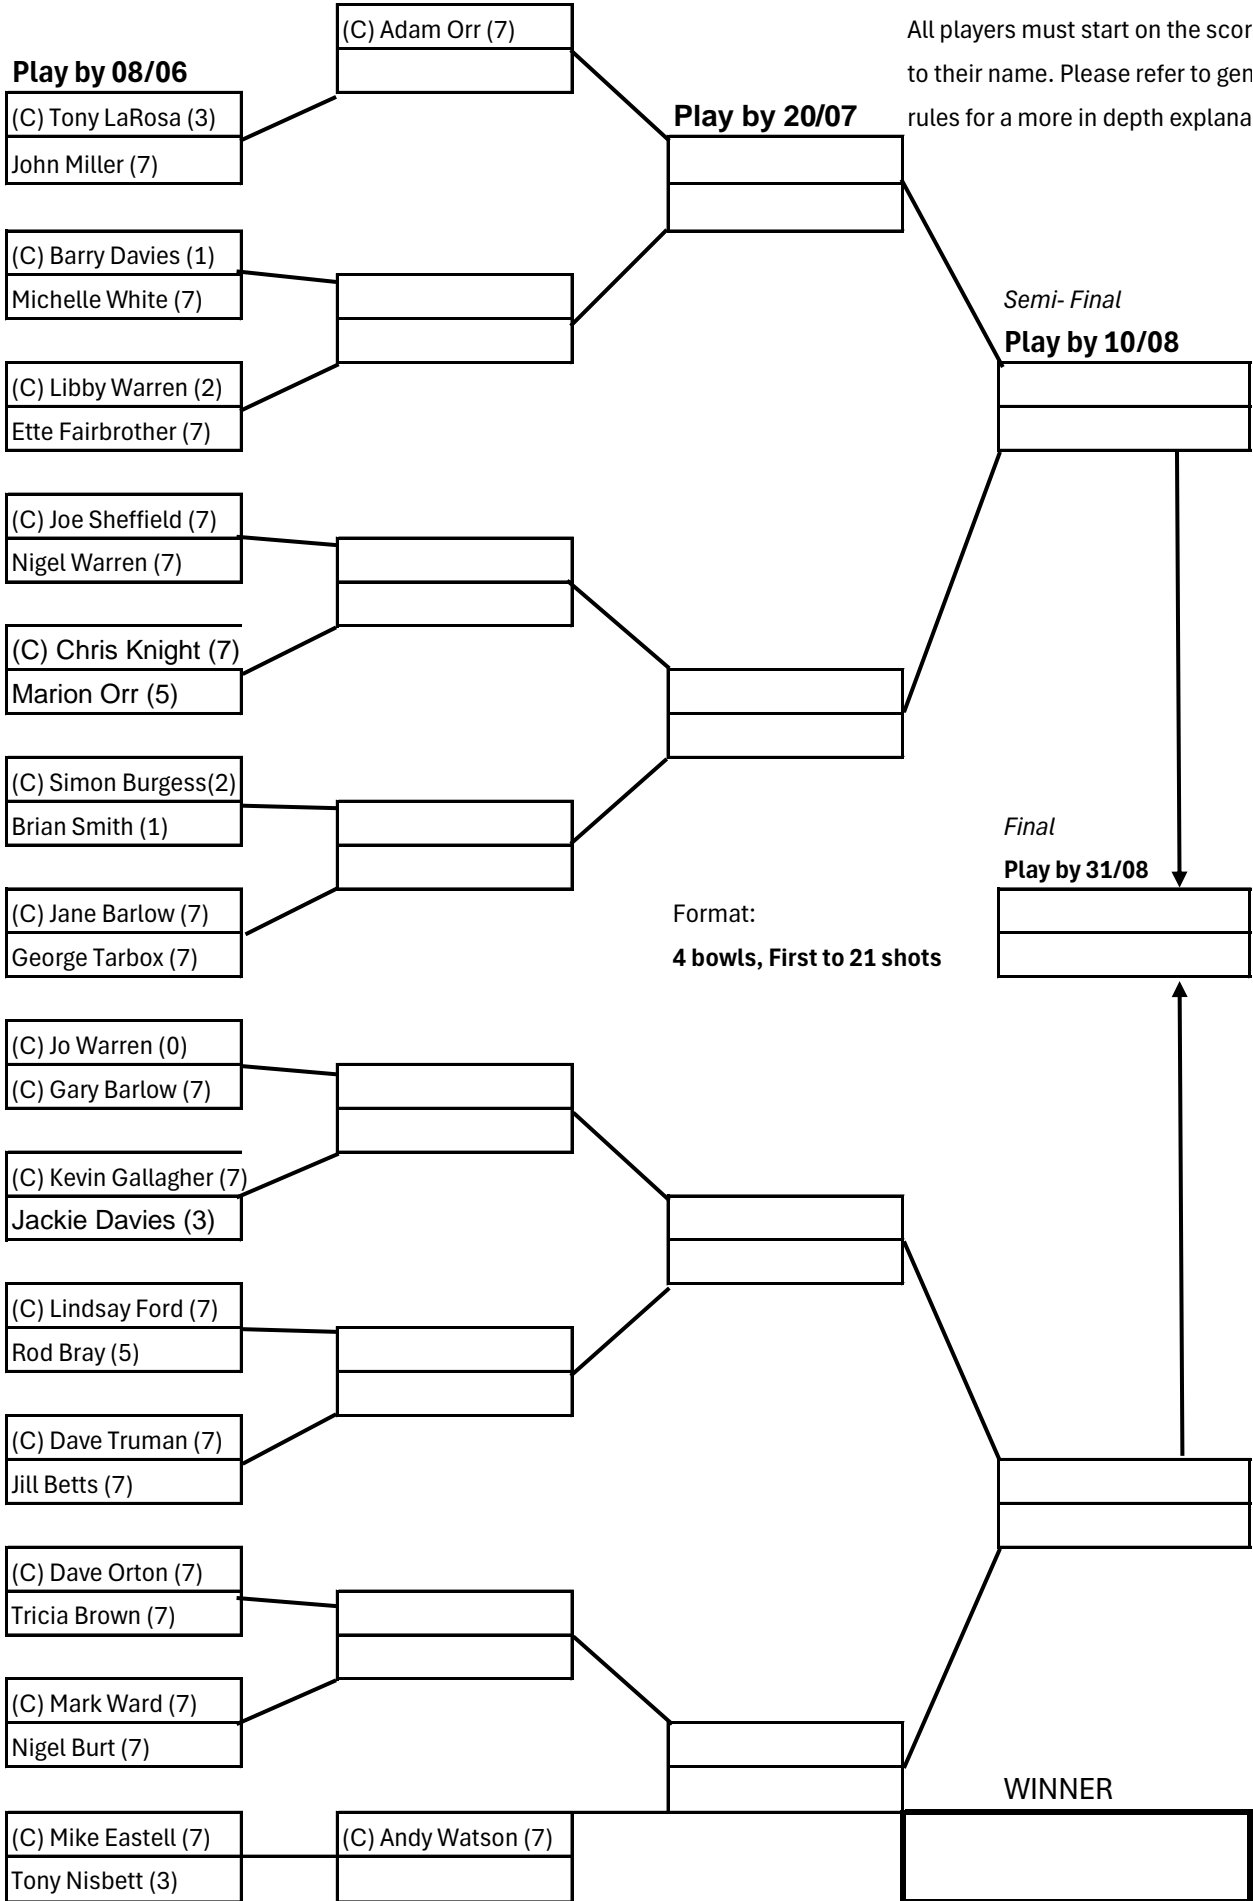 (C) Adam Orr (7)
All players must start on the scor
to their name. Please refer to gen
rules for a more in depth explana
Play by 08/06
Play by 20/07
(C) Tony LaRosa (3)
John Miller (7)
(C) Barry Davies (1)
Michelle White (7)
Semi- Final
Play by 10/08
(C) Libby Warren (2)
Ette Fairbrother (7)
(C) Joe Sheffield (7)
Nigel Warren (7)
(C) Chris Knight (7)
Marion Orr (5)
(C) Simon Burgess(2)
Brian Smith (1)
Final
Play by 31/08
(C) Jane Barlow (7)
George Tarbox (7)
Format:
4 bowls, First to 21 shots
(C) Jo Warren (0)
(C) Gary Barlow (7)
(C) Kevin Gallagher (7)
Jackie Davies (3)
(C) Lindsay Ford (7)
Rod Bray (5)
(C) Dave Truman (7)
Jill Betts (7)
(C) Dave Orton (7)
Tricia Brown (7)
(C) Mark Ward (7)
Nigel Burt (7)
WINNER
(C) Mike Eastell (7)
Tony Nisbett (3)
(C) Andy Watson (7)